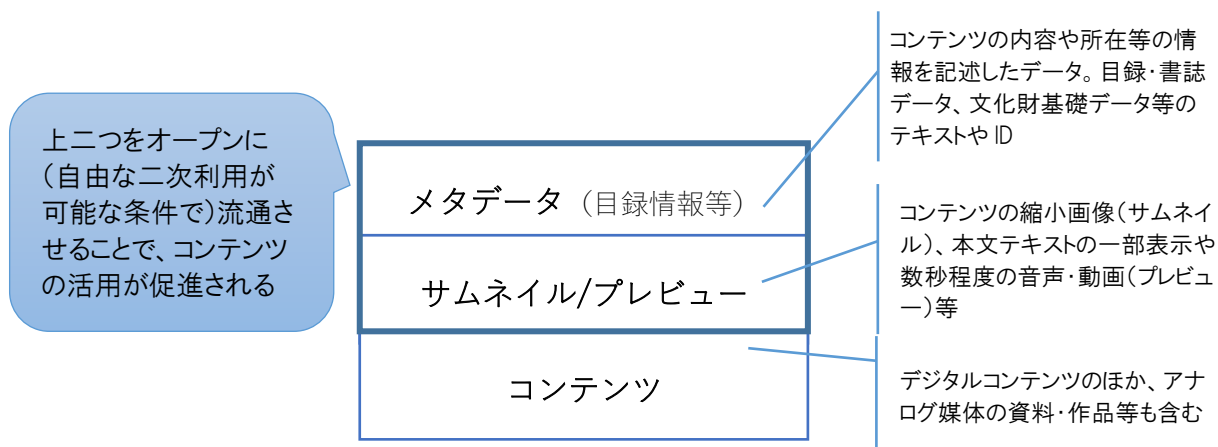 コンテンツの内容や所在等の情
報を記述したデータ。目録・書誌
データ、文化財基礎データ等の
テキストや ID
上二つをオープンに
（自由な二次利用が
可能な条件で）流通さ
せることで、コンテンツ
の活用が促進される
メタデータ（目録情報等）
サムネイル/プレビュー
コンテンツ
コンテンツの縮小画像（サムネイ
ル）、本文テキストの一部表示や
数秒程度の音声・動画（プレビュ
ー）等
デジタルコンテンツのほか、アナ
ログ媒体の資料・作品等も含む